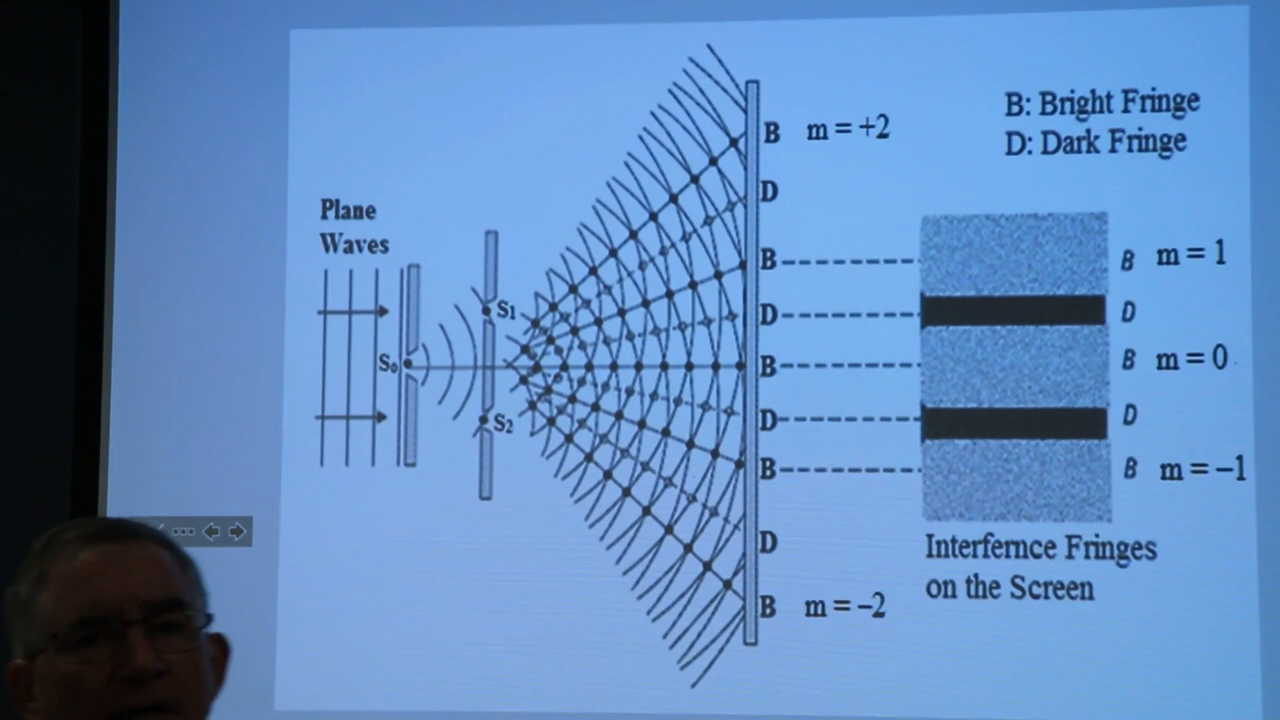 B: Bright Fringe
D: Dark Fringe
Plane
Waves
S₀
S₁
S₂
B m = +2
D
B
D
B
D
B
D
B m = −2
B m = 1
D
B m = 0
D
B m = −1
Interfernce Fringes
on the Screen